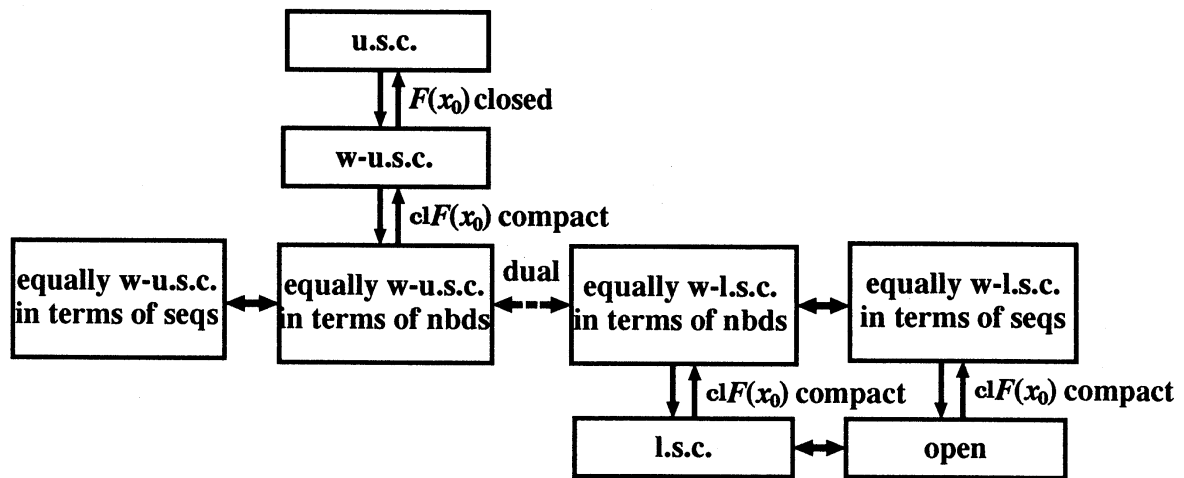 u.s.c.
F(x₀) closed
w-u.s.c.
clF(x₀) compact
equally w-u.s.c.
in terms of seqs
equally w-u.s.c.
in terms of nbds
dual
equally w-l.s.c.
in terms of nbds
equally w-l.s.c.
in terms of seqs
clF(x₀) compact
clF(x₀) compact
l.s.c.
open